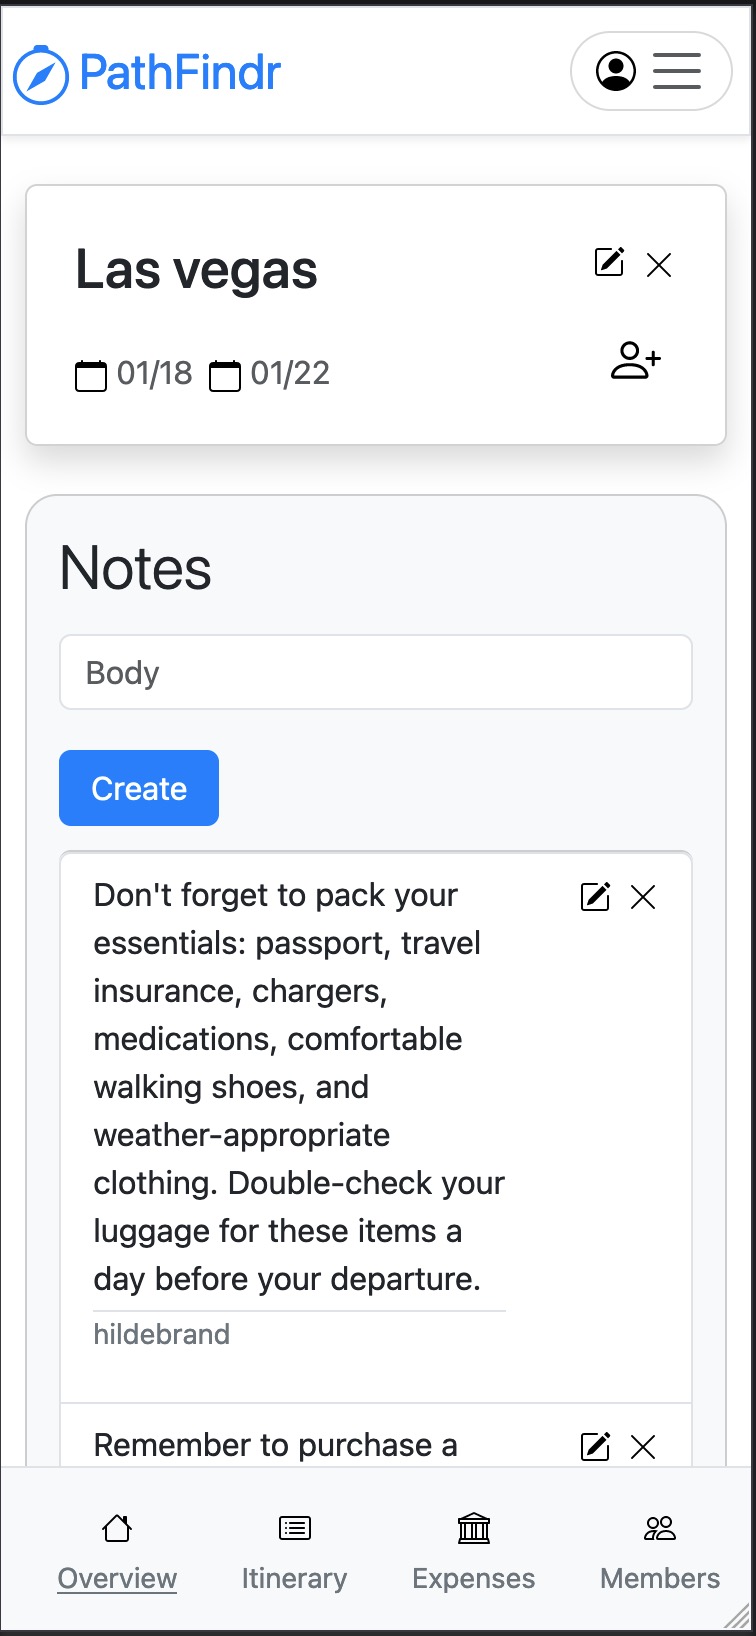 PathFindr
Las vegas
01/18 01/22
Notes
Body
Create
Don't forget to pack your
essentials: passport, travel
insurance, chargers,
medications, comfortable
walking shoes, and
weather-appropriate
clothing. Double-check your
luggage for these items a
day before your departure.
hildebrand
Remember to purchase a
Overview Itinerary Expenses Members